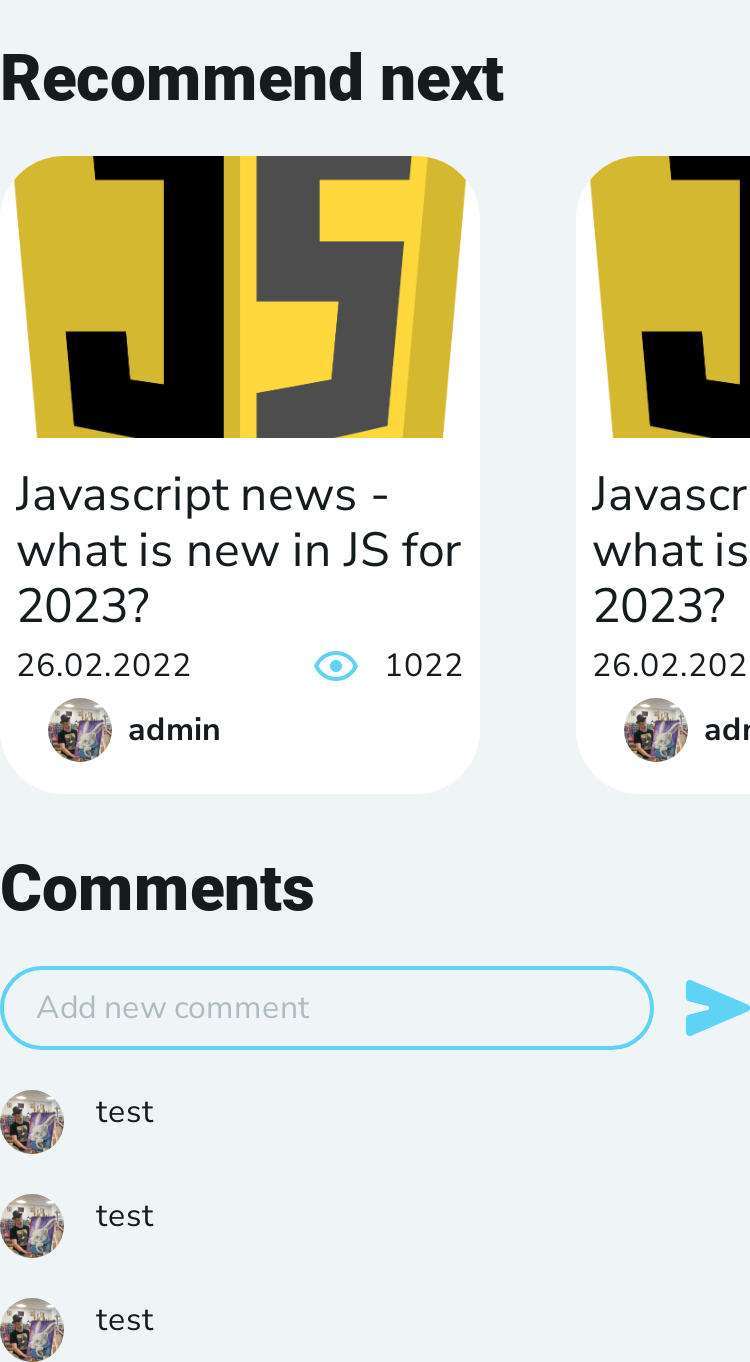 Recommend next
JS
Javascript news -
what is new in JS for
2023?
26.02.2022 1022
admin
J
Javascr
what is
2023?
26.02.202
adm
Comments
Add new comment
test
test
test